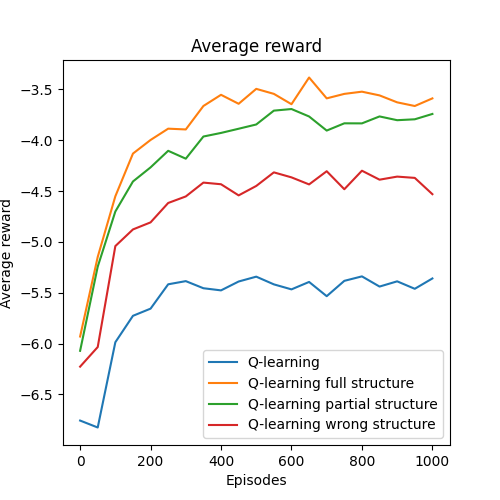 Average reward
Average reward
−3.5
−4.0
−4.5
−5.0
−5.5
−6.0
−6.5
Q-learning
Q-learning full structure
Q-learning partial structure
Q-learning wrong structure
0 200 400 600 800 1000
Episodes